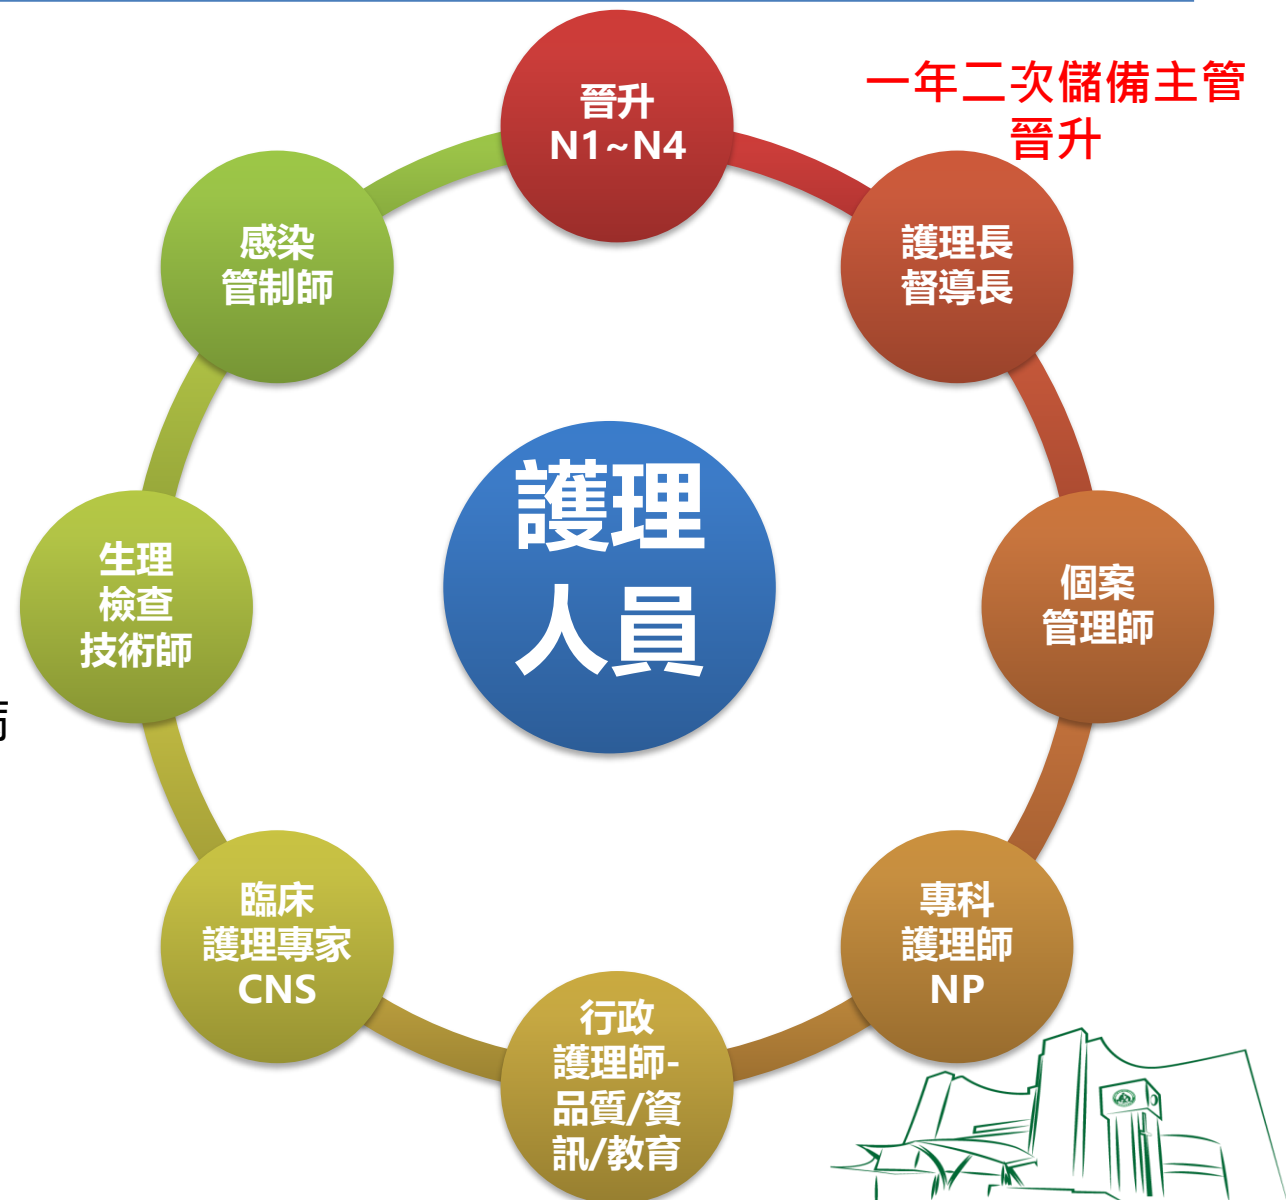 晉升
N1~N4
一年二次儲備主管
晉升
護理長
督導長
個案
管理師
專科
護理師
NP
行政
護理師-
品質/資
訊/教育
臨床
護理專家
CNS
生理
檢查
技術師
感染
管制師
護理
人員